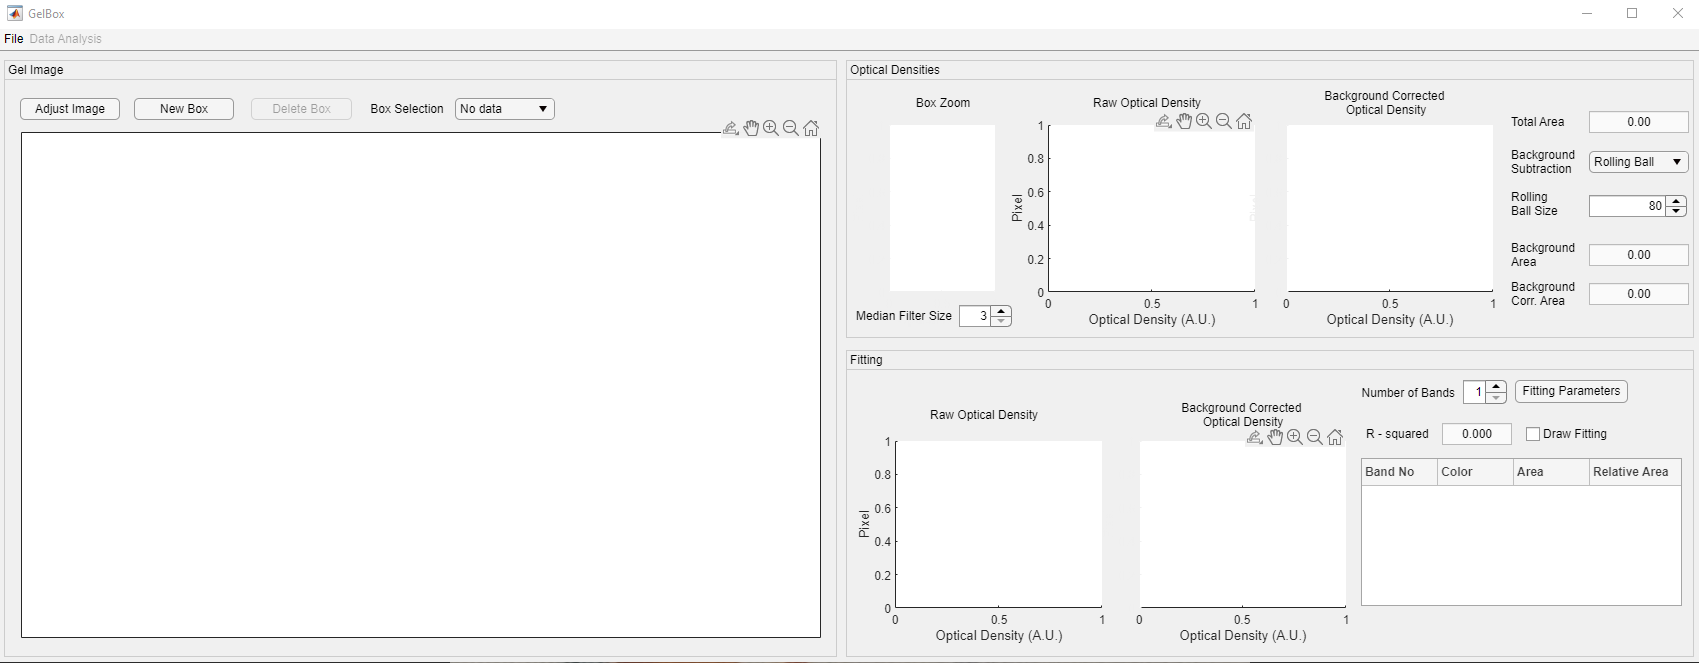 GelBox
File Data Analysis
Gel Image
Adjust Image New Box Delete Box Box Selection No data
Optical Densities
Box Zoom
Raw Optical Density
Background Corrected
Optical Density
1
0.8
0.6
0.4
0.2
0
Pixel
0 0.5 1
Optical Density (A.U.)
0 0.5 1
Optical Density (A.U.)
Median Filter Size 3
Total Area 0.00
Background
Subtraction
Rolling Ball
Rolling
Ball Size
80
Background
Area
0.00
Background
Corr. Area
0.00
Fitting
Raw Optical Density
Background Corrected
Optical Density
1
0.8
0.6
0.4
0.2
0
Pixel
0 0.5 1
Optical Density (A.U.)
0 0.5 1
Optical Density (A.U.)
Number of Bands 1 Fitting Parameters
R - squared 0.000 Draw Fitting
Band No Color Area Relative Area